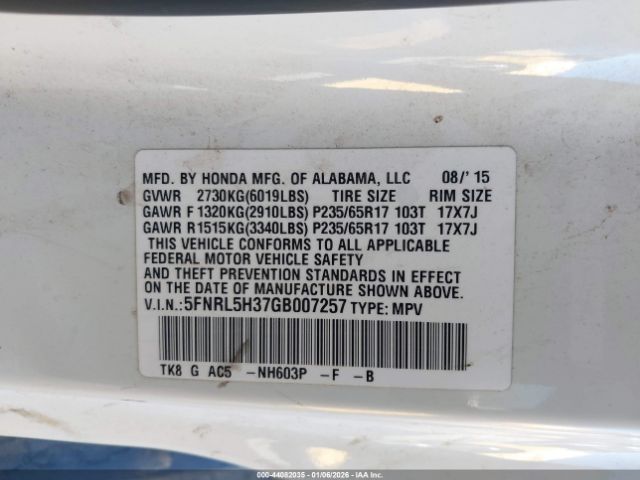 MFD. BY HONDA MFG. OF ALABAMA, LLC 08/' 15
GVWR 2730KG(6019LBS) TIRE SIZE RIM SIZE
GAWR F 1320KG(2910LBS) P235/65R17 103T 17X7J
GAWR R1515KG(3340LBS) P235/65R17 103T 17X7J
THIS VEHICLE CONFORMS TO ALL APPLICABLE
FEDERAL MOTOR VEHICLE SAFETY
AND THEFT PREVENTION STANDARDS IN EFFECT
ON THE DATE OF MANUFACTURE SHOWN ABOVE.
V.I.N.:5FNRL5H37GB007257 TYPE: MPV
TK8 G AC5 -NH603P -F -B
000-44082035 - 01/06/2026 - IAAI.COM